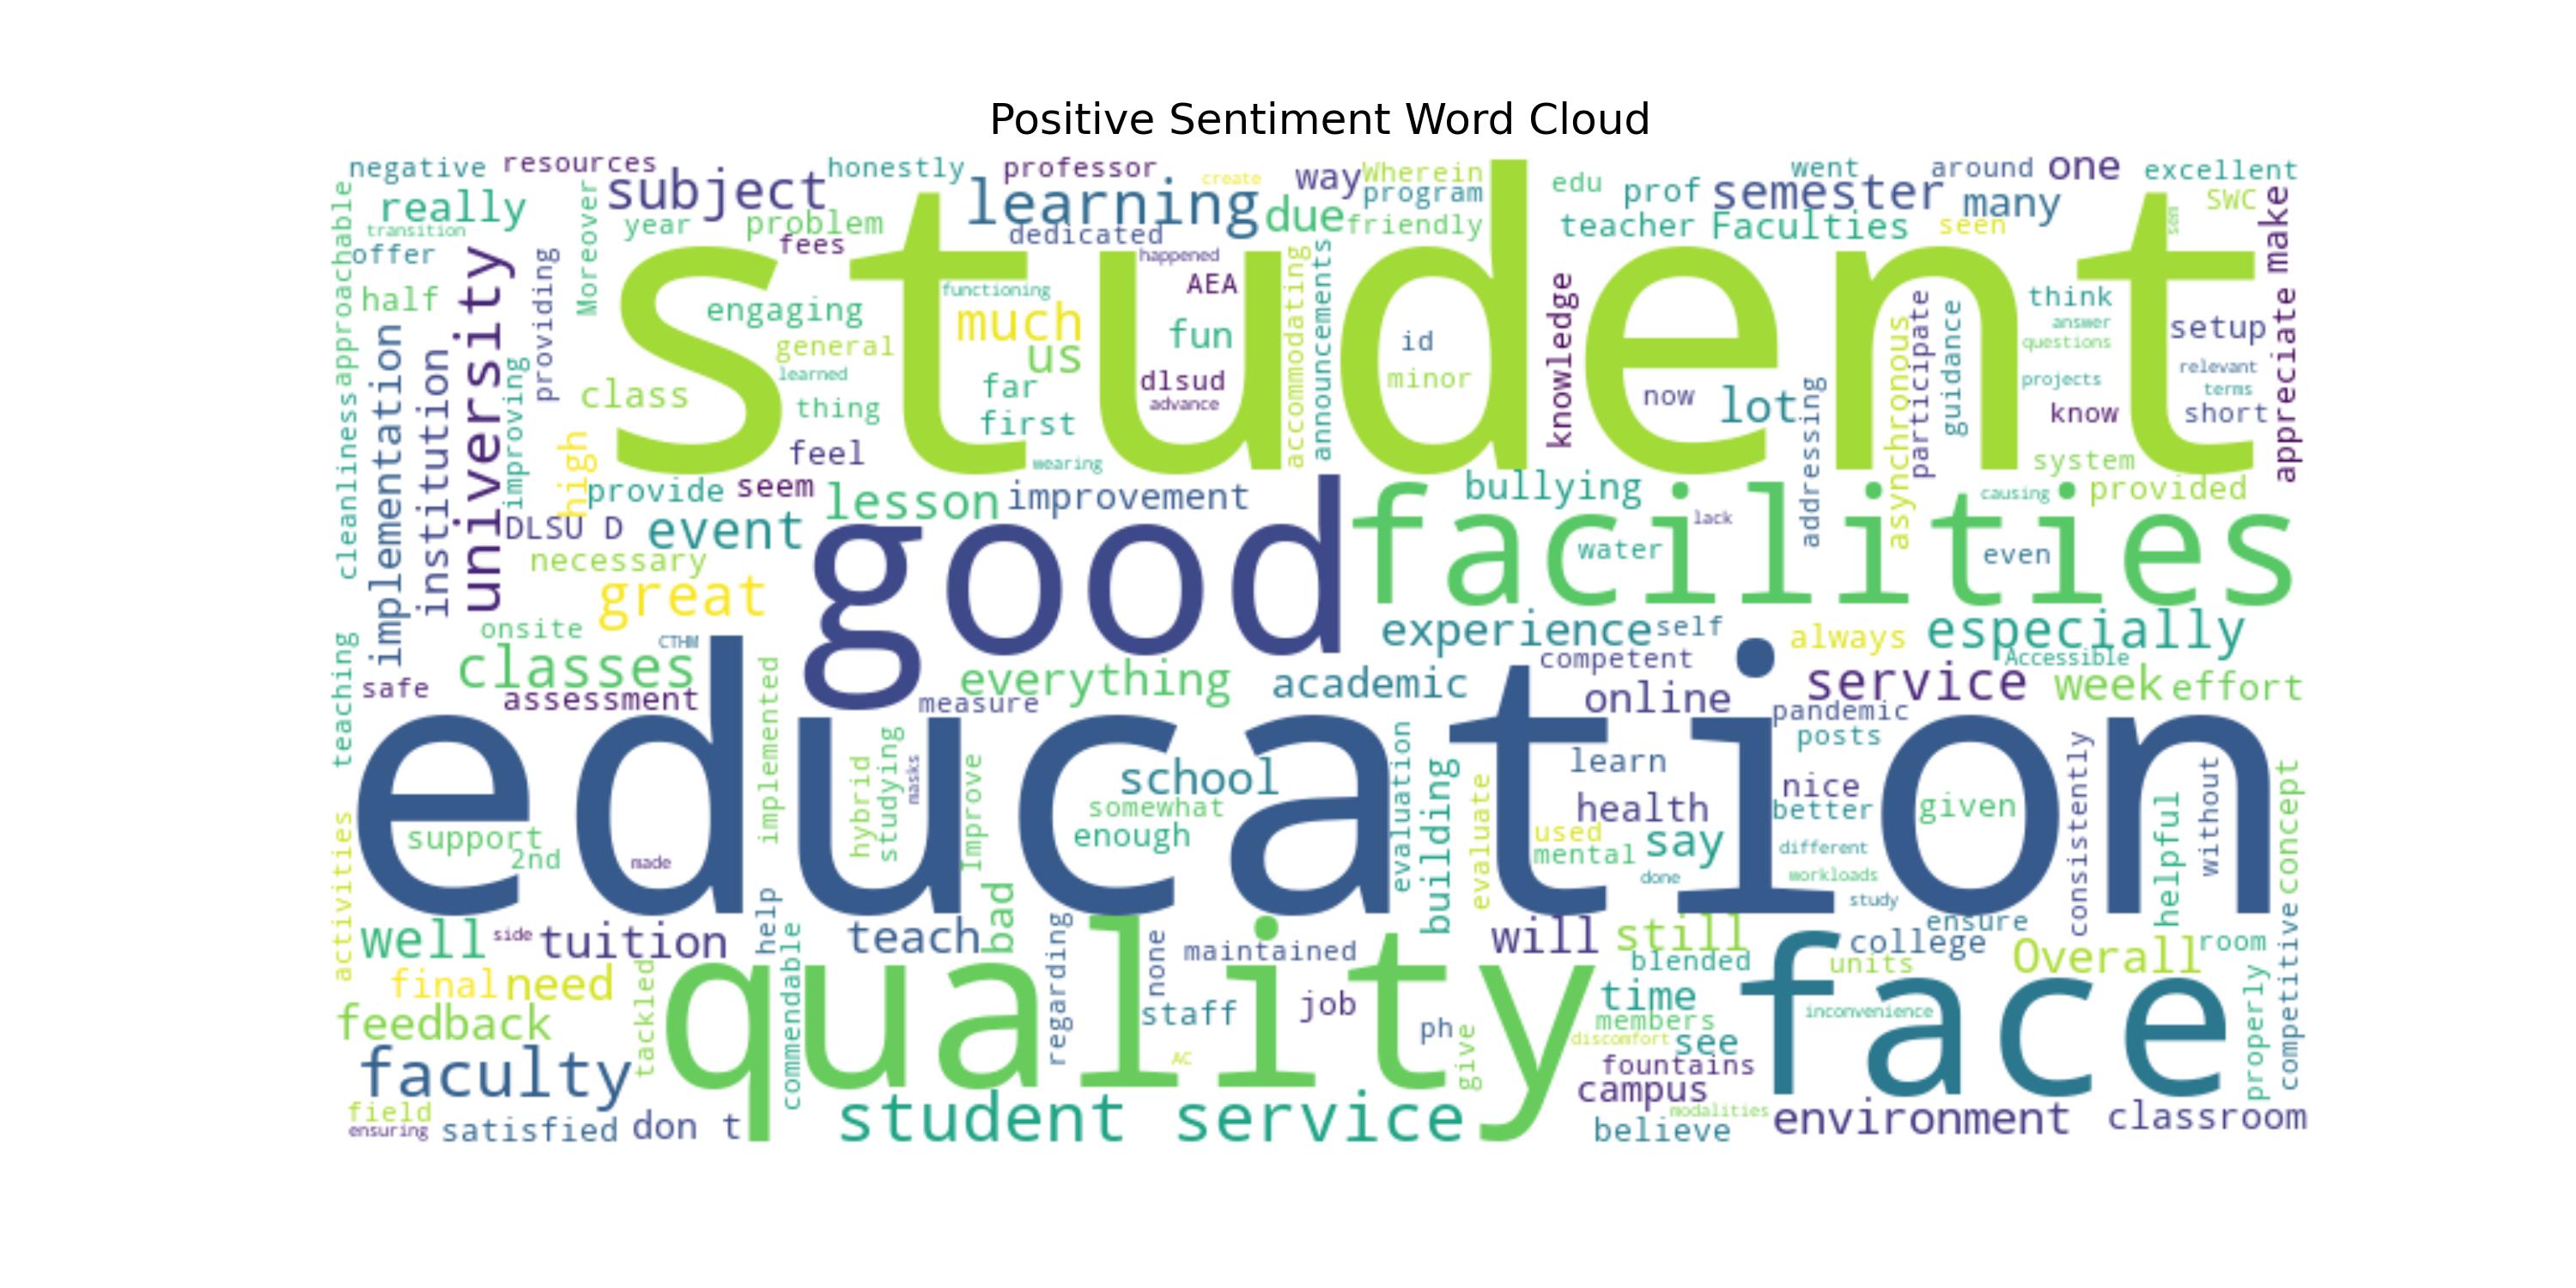 Positive Sentiment Word Cloud
negative resources honestly professor create way Wherein went around one excellent
really subject learning due program edu prof semester many SWC
transition year problem dedicated friendly teacher Faculties seen sem make
offer fees happened
approachable Moreover student
half university providing engaging functioning AEA accommodating announcements knowledge think
general much fun id asynchronous participate guidance answer setup
us questions
learned dlsud minor projects relevant
class far advance now terms
thing first lot know short appreciate
cleanliness implementation institution improving high feel wearing addressing system
provide seem lesson improvement bullying causing provided
DLSU D event good lack facilities
necessary water even
great
onsite CTHM experience self always especially
classes everything competent Accessible
safe assessment measure academic online service week effort
teaching pandemic
education posts
implemented hybrid studying masks Improve school evaluation building evaluate learn nice consistently helpful without concept
somewhat health better given
support enough used say
2nd made mental different
activities done workloads
study
well side tuition help teach bad will still college ensure Overall room
commendable regarding none maintained blended units
final need tackled quality time face properly competitive
feedback staff job ph give members inconvenience
AC discomfort see
faculty fountains
campus
field student service modalities environment classroom
ensuring satisfied don t believe